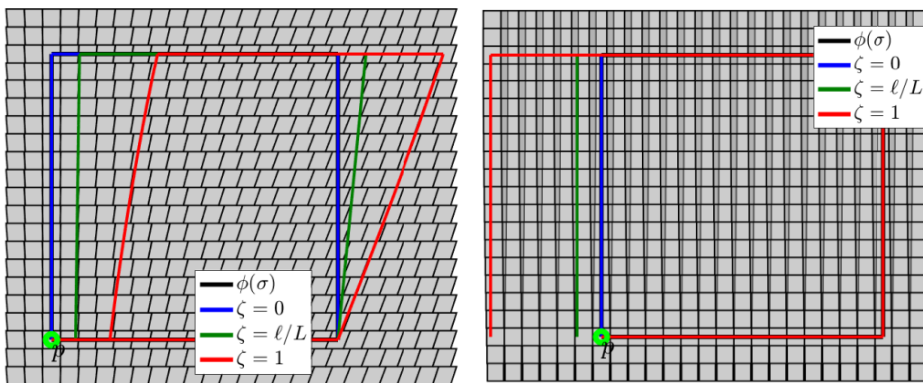 ϕ(σ)
ζ = 0
ζ = ℓ/L
ζ = 1
p
ϕ(σ)
ζ = 0
ζ = ℓ/L
ζ = 1
p